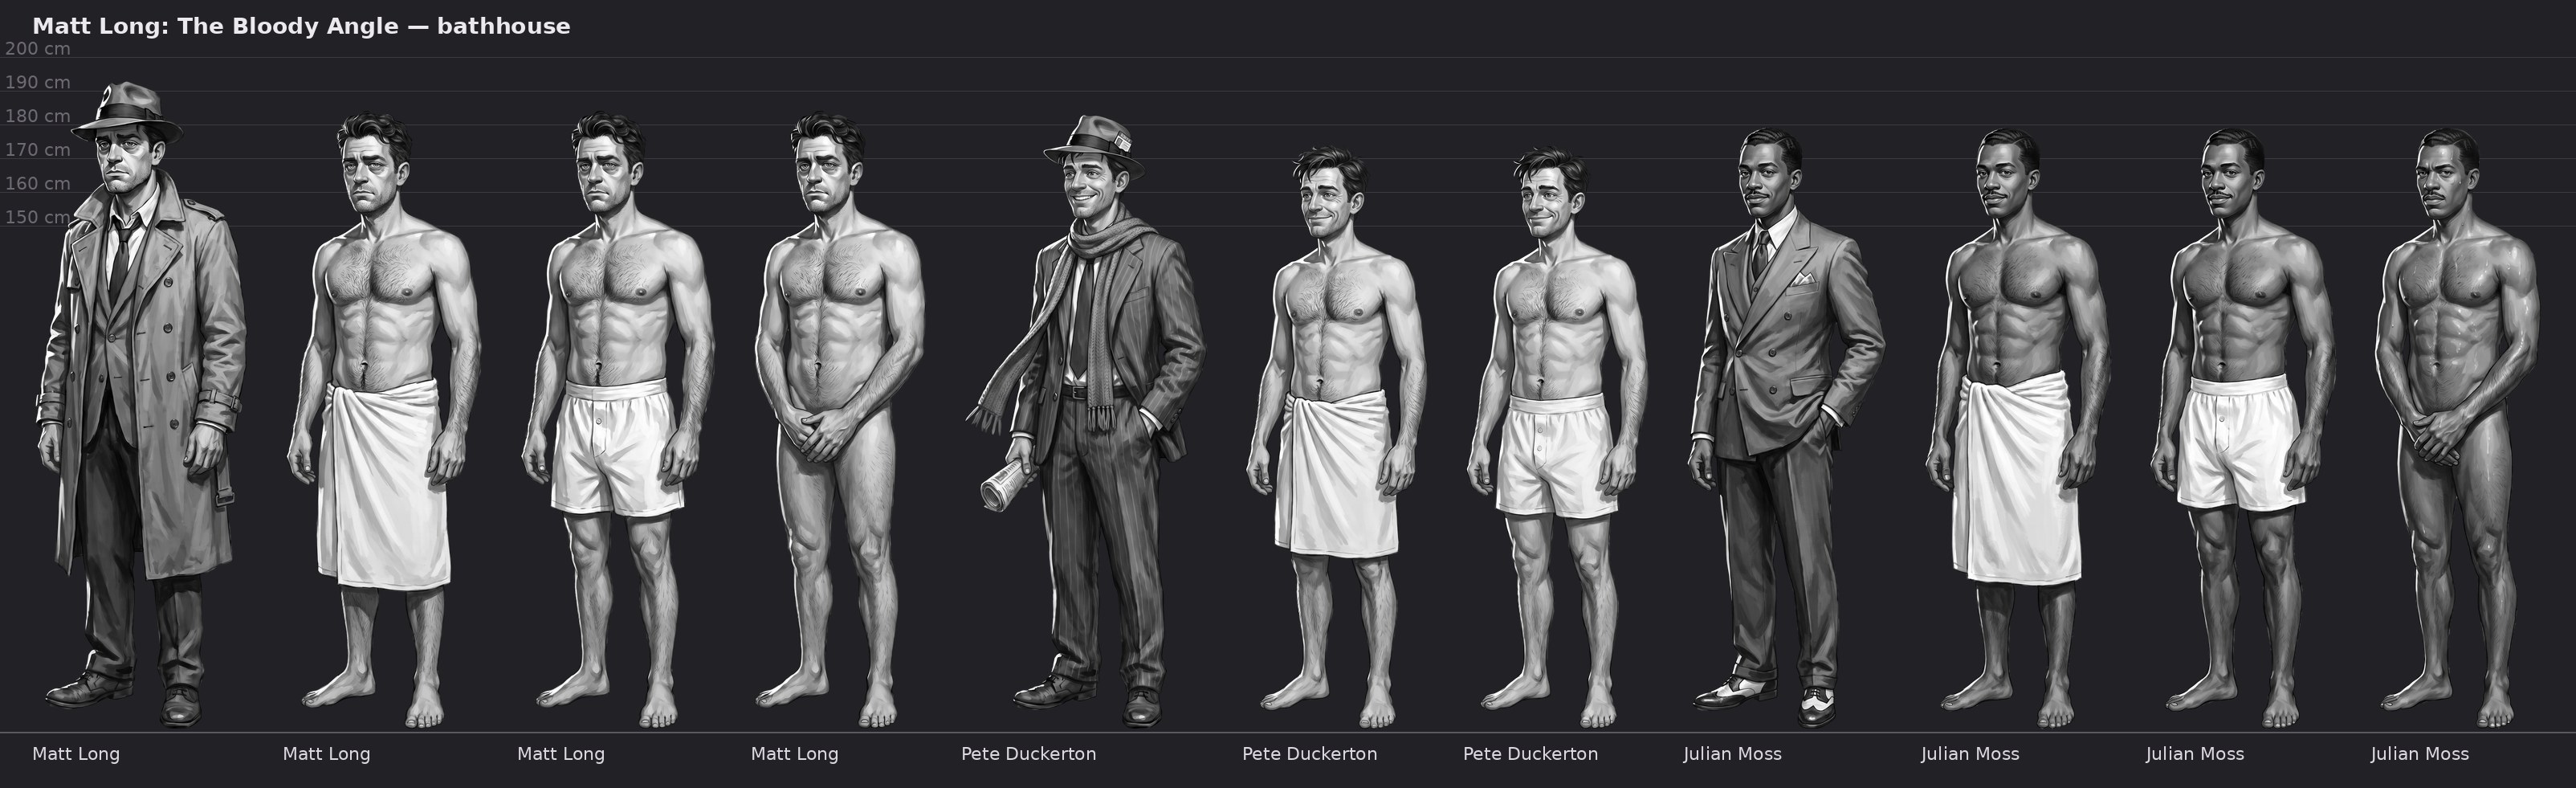 Matt Long: The Bloody Angle — bathhouse
200 cm
190 cm
180 cm
170 cm
160 cm
150 cm
Matt Long
Matt Long
Matt Long
Matt Long
Pete Duckerton
Pete Duckerton
Pete Duckerton
Julian Moss
Julian Moss
Julian Moss
Julian Moss